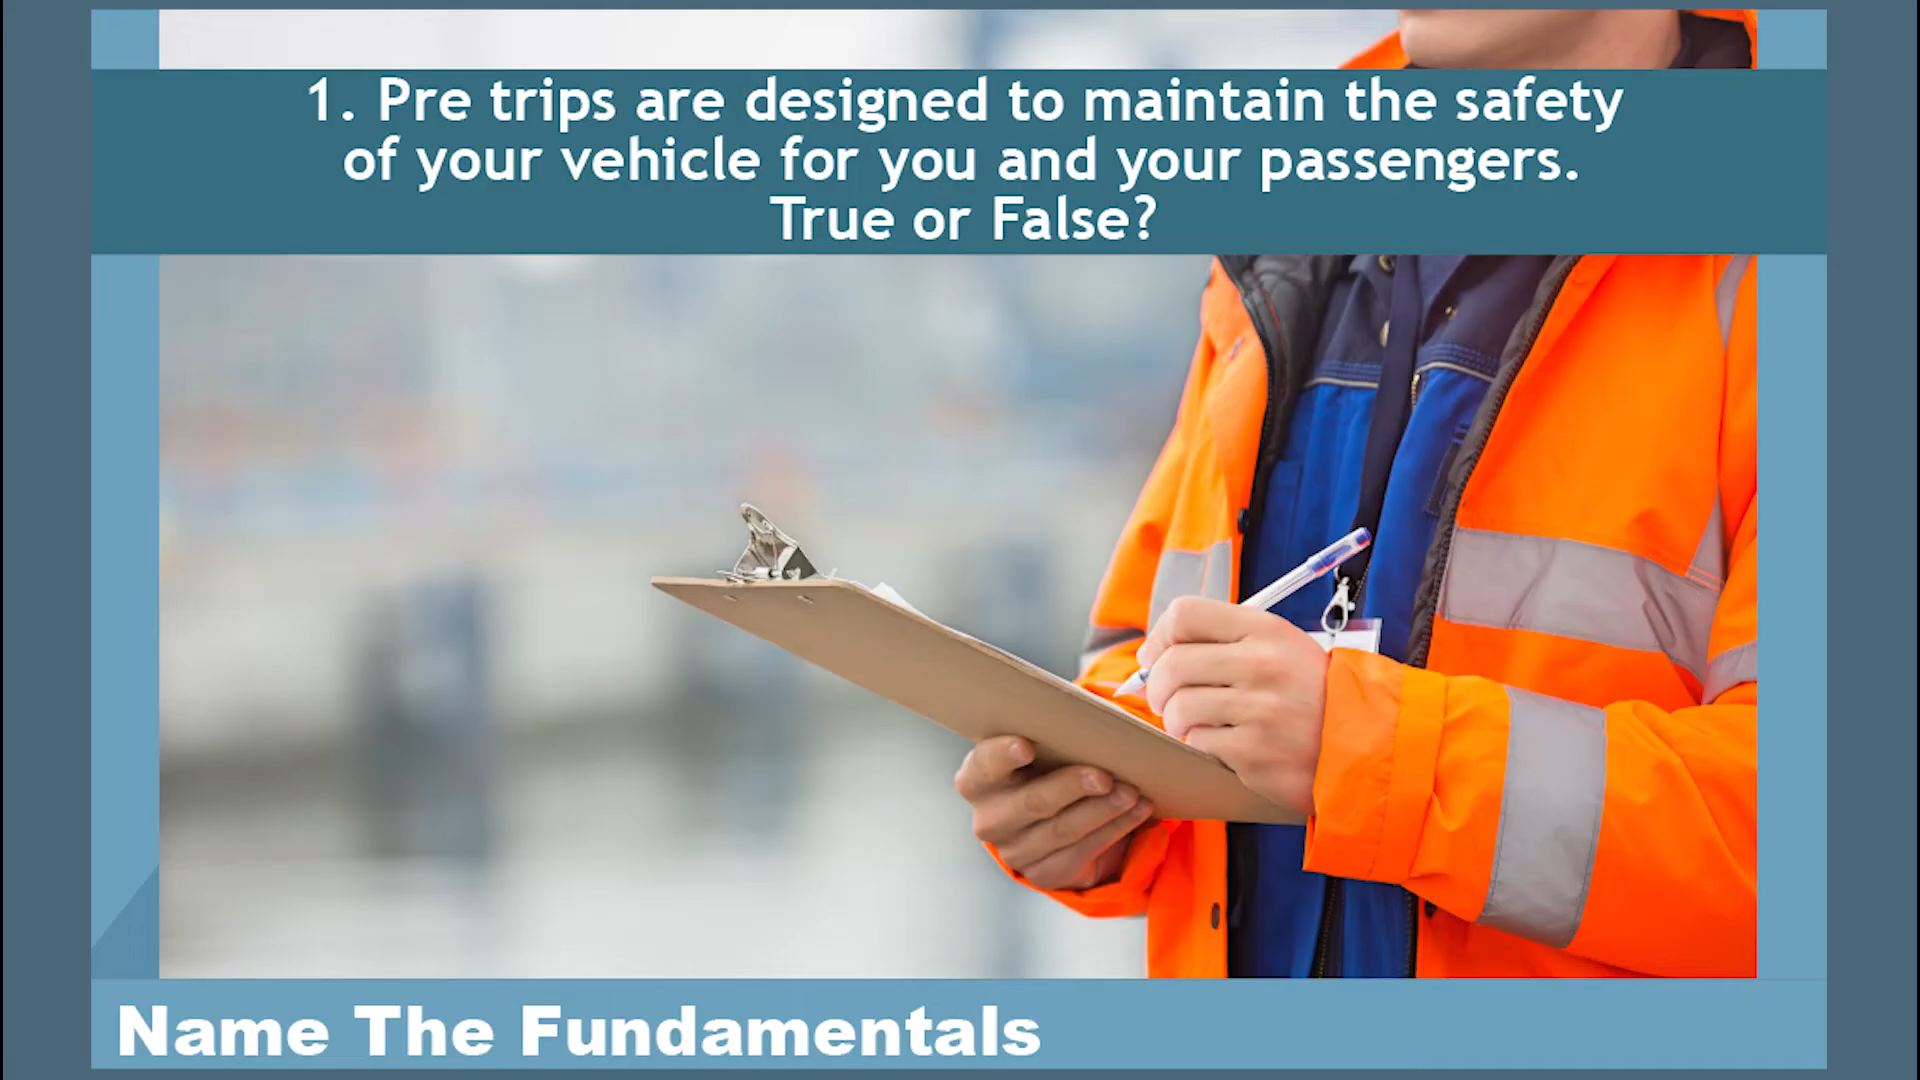 1. Pre trips are designed to maintain the safety
of your vehicle for you and your passengers.
True or False?
Name The Fundamentals